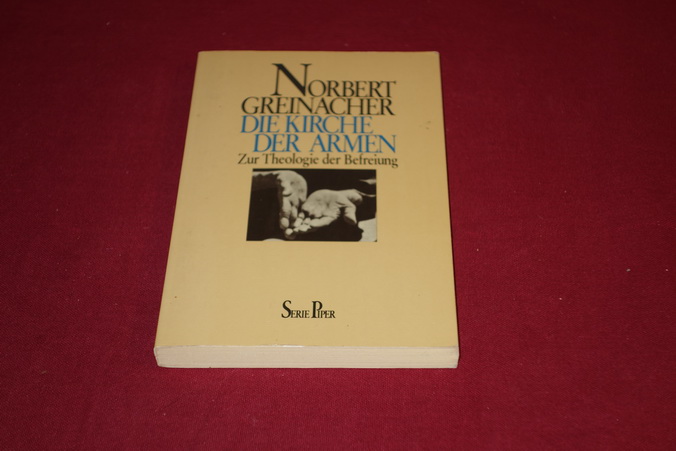 NORBERT
GREINACHER
DIE KIRCHE
DER ARMEN
Zur Theologie der Befreiung
SERIE PIPER